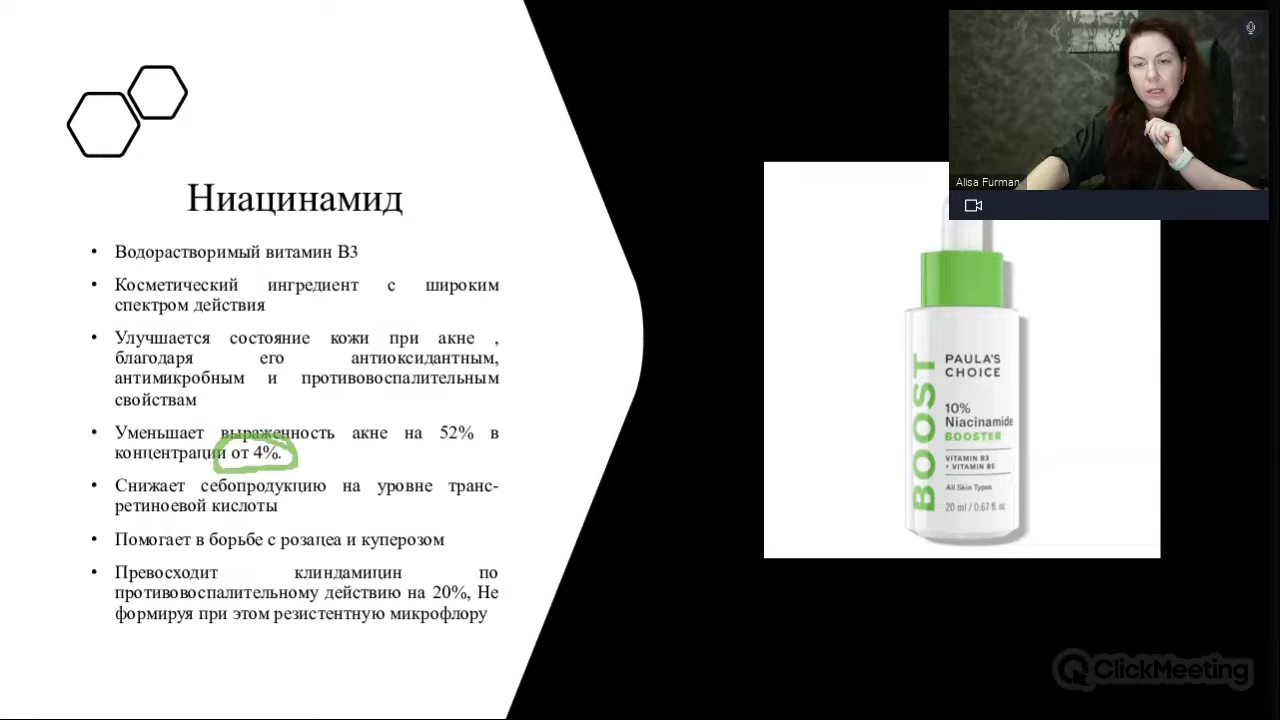 Ниацинамид
• Водорастворимый витамин В3
• Косметический ингредиент с широким
спектром действия
• Улучшается состояние кожи при акне ,
благодаря его антиоксидантным,
антимикробным и противовоспалительным
свойствам
• Уменьшает выраженность акне на 52% в
концентрации от 4%.
• Снижает себопродукцию на уровне транс-
ретиноевой кислоты
• Помогает в борьбе с розацеа и куперозом
• Превосходит клиндамицин по
противовоспалительному действию на 20%, Не
формируя при этом резистентную микрофлору
Alisa Furman
BOOST
PAULA'S
CHOICE
10%
Niacinamide
BOOSTER
VITAMIN B3
+ VITAMIN B5
All Skin Types
20 ml / 0.67 fl. oz.
ClickMeeting